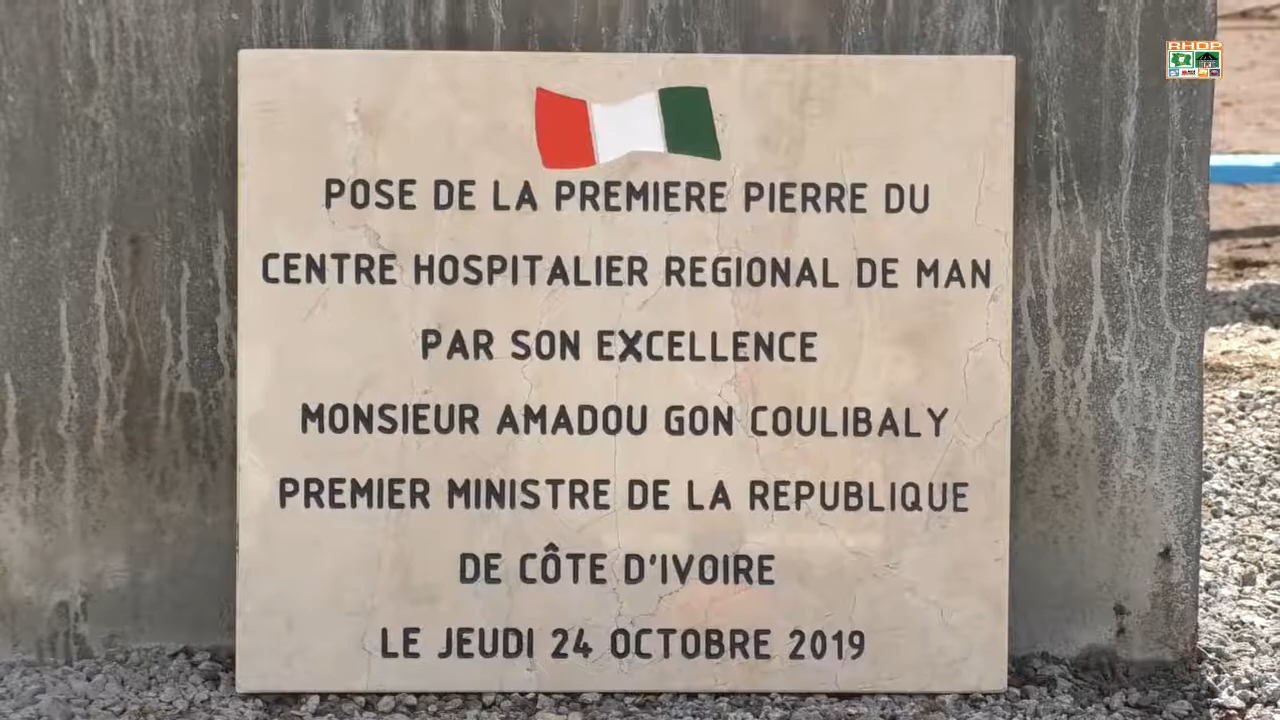 RHDP
POSE DE LA PREMIERE PIERRE DU
CENTRE HOSPITALIER REGIONAL DE MAN
PAR SON EXCELLENCE
MONSIEUR AMADOU GON COULIBALY
PREMIER MINISTRE DE LA REPUBLIQUE
DE CÔTE D'IVOIRE
LE JEUDI 24 OCTOBRE 2019